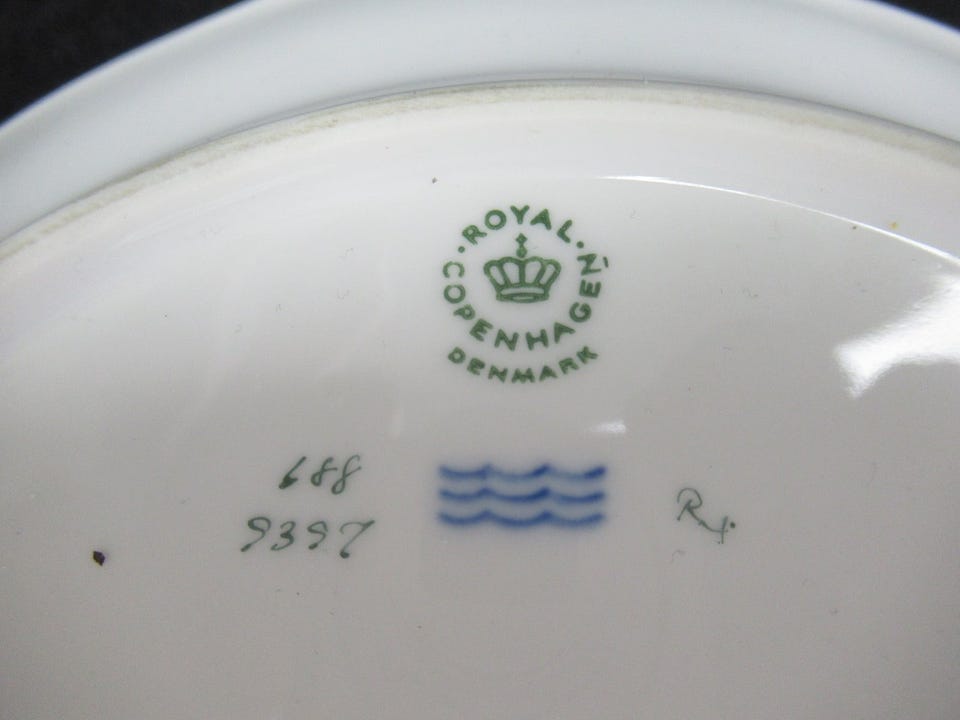 ROYAL
COPENHAGEN
DENMARK
688
9397